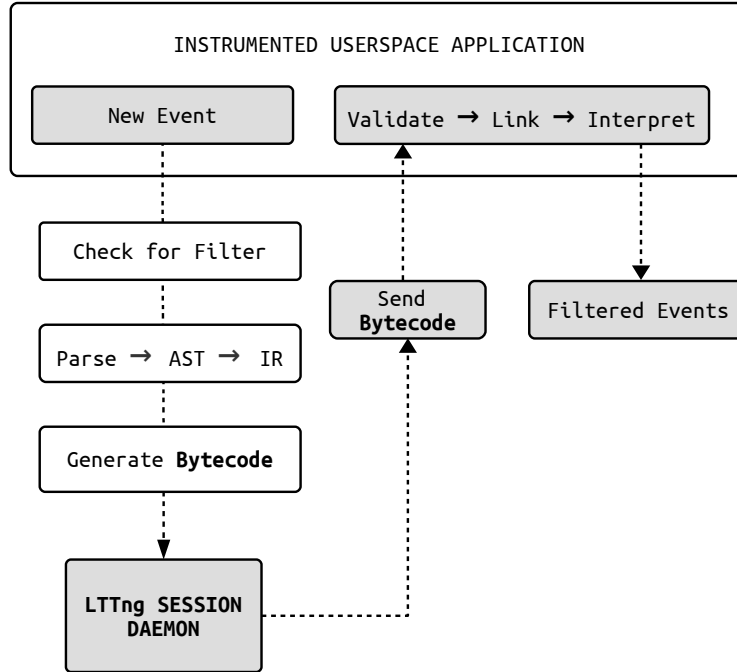 INSTRUMENTED USERSPACE APPLICATION
New Event
Validate → Link → Interpret
Check for Filter
Parse → AST → IR
Generate Bytecode
LTTng SESSION
DAEMON
Send
Bytecode
Filtered Events